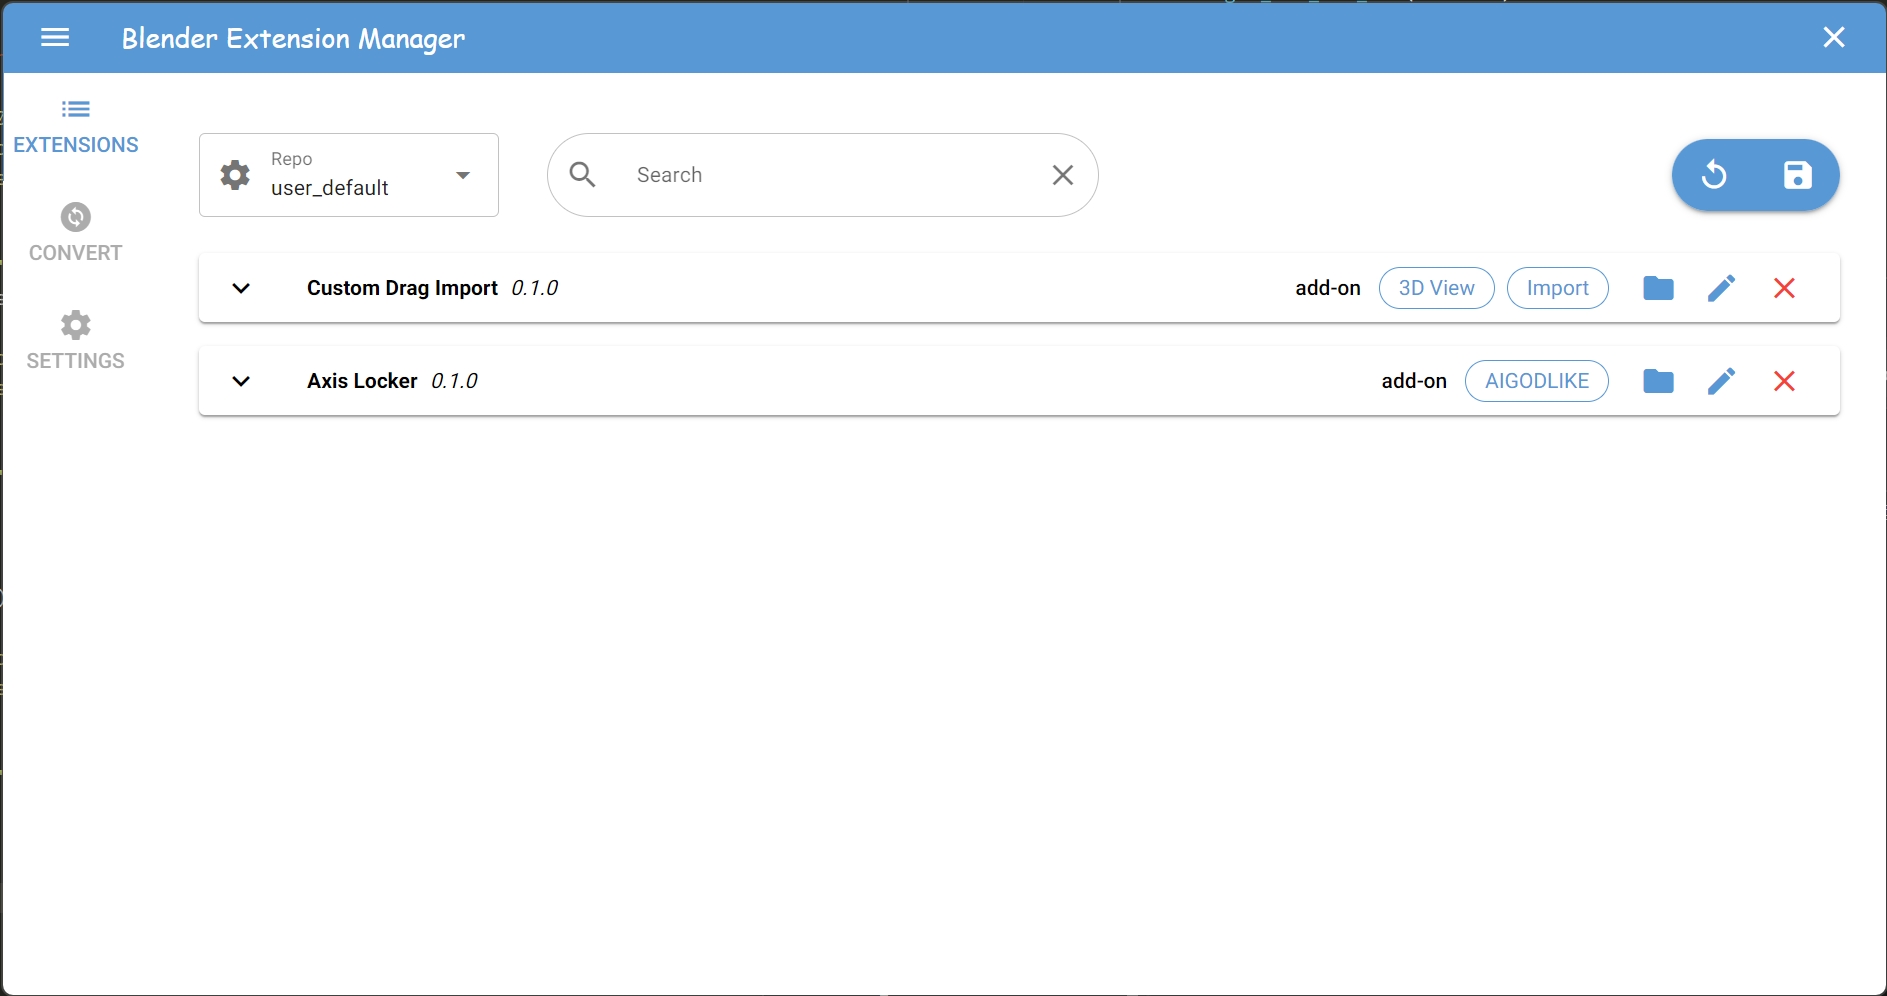 Blender Extension Manager
EXTENSIONS
CONVERT
SETTINGS
Repo
user_default
Search
Custom Drag Import 0.1.0 add-on 3D View Import
Axis Locker 0.1.0 add-on AIGODLIKE